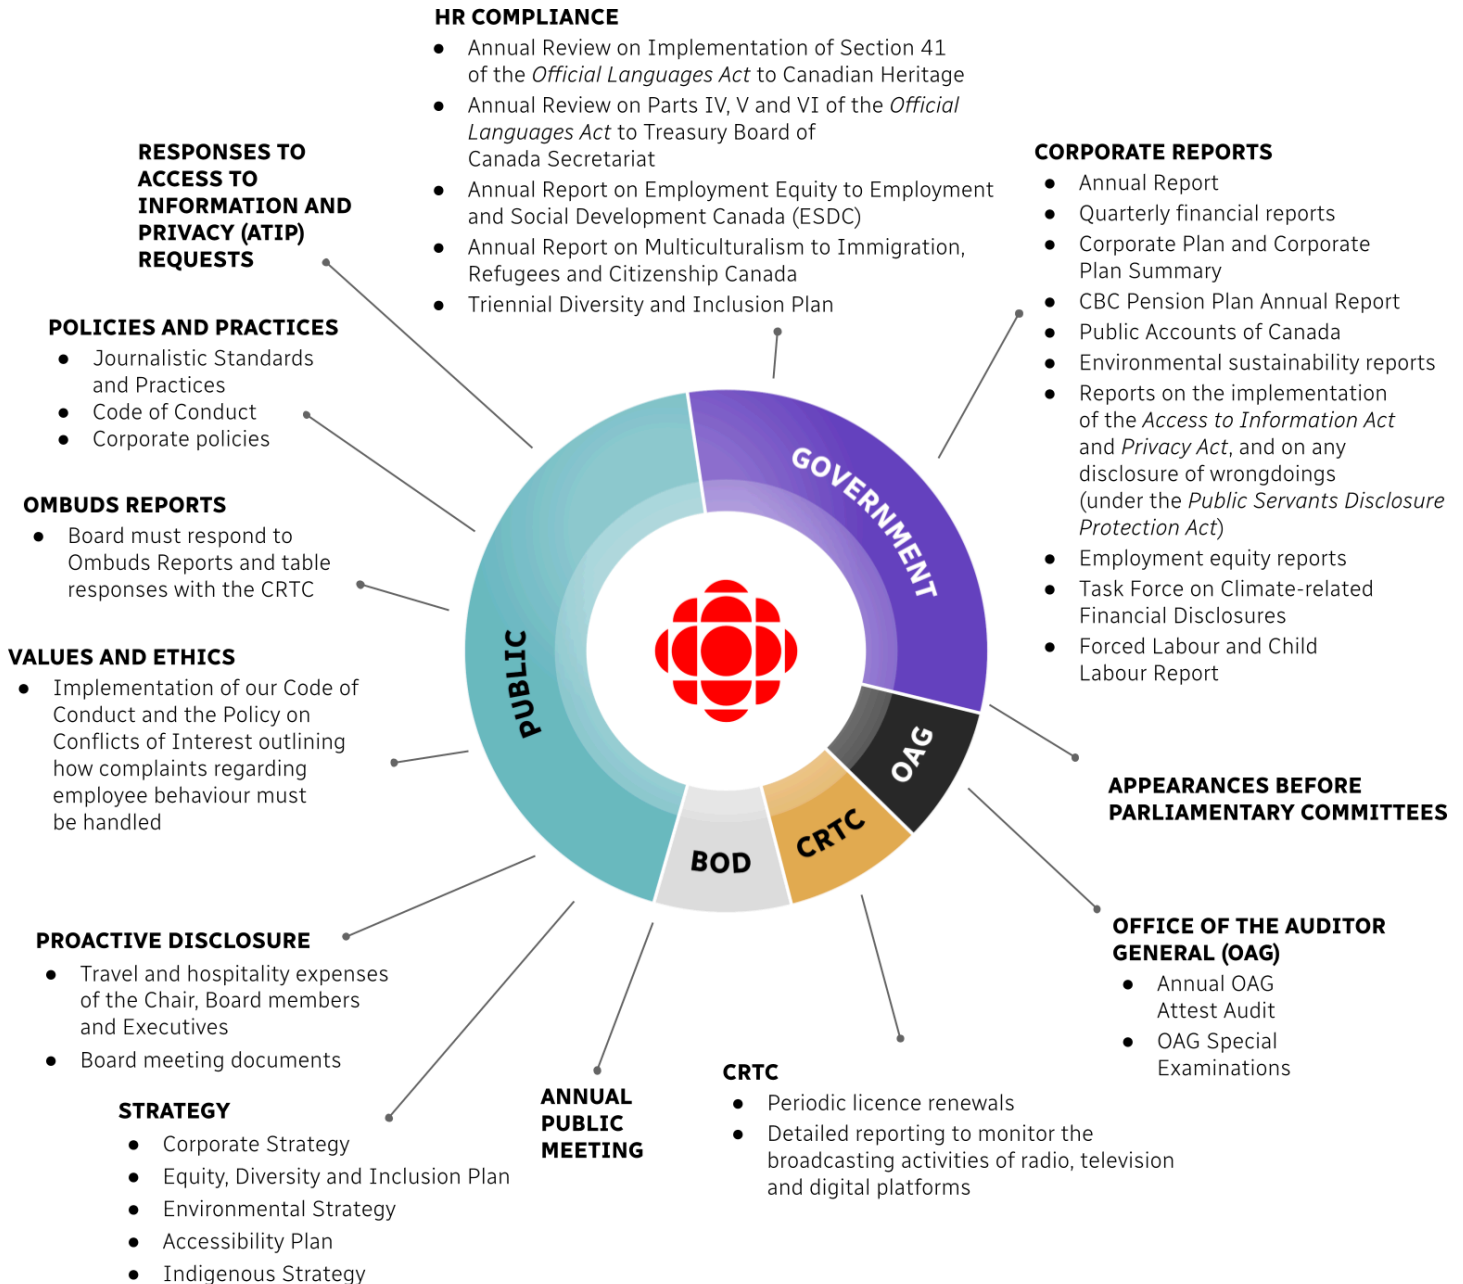 HR COMPLIANCE
● Annual Review on Implementation of Section 41
of the Official Languages Act to Canadian Heritage
● Annual Review on Parts IV, V and VI of the Official
Languages Act to Treasury Board of
Canada Secretariat
● Annual Report on Employment Equity to Employment
and Social Development Canada (ESDC)
● Annual Report on Multiculturalism to Immigration,
Refugees and Citizenship Canada
● Triennial Diversity and Inclusion Plan
RESPONSES TO
ACCESS TO
INFORMATION AND
PRIVACY (ATIP)
REQUESTS
POLICIES AND PRACTICES
● Journalistic Standards
and Practices
● Code of Conduct
● Corporate policies
OMBUDS REPORTS
● Board must respond to
Ombuds Reports and table
responses with the CRTC
VALUES AND ETHICS
● Implementation of our Code of
Conduct and the Policy on
Conflicts of Interest outlining
how complaints regarding
employee behaviour must
be handled
PROACTIVE DISCLOSURE
● Travel and hospitality expenses
of the Chair, Board members
and Executives
● Board meeting documents
STRATEGY
● Corporate Strategy
● Equity, Diversity and Inclusion Plan
● Environmental Strategy
● Accessibility Plan
● Indigenous Strategy
PUBLIC
GOVERNMENT
OAG
CRTC
BOD
CORPORATE REPORTS
● Annual Report
● Quarterly financial reports
● Corporate Plan and Corporate
Plan Summary
● CBC Pension Plan Annual Report
● Public Accounts of Canada
● Environmental sustainability reports
● Reports on the implementation
of the Access to Information Act
and Privacy Act, and on any
disclosure of wrongdoings
(under the Public Servants Disclosure
Protection Act)
● Employment equity reports
● Task Force on Climate-related
Financial Disclosures
● Forced Labour and Child
Labour Report
APPEARANCES BEFORE
PARLIAMENTARY COMMITTEES
OFFICE OF THE AUDITOR
GENERAL (OAG)
● Annual OAG
Attest Audit
● OAG Special
Examinations
CRTC
● Periodic licence renewals
● Detailed reporting to monitor the
broadcasting activities of radio, television
and digital platforms
ANNUAL
PUBLIC
MEETING